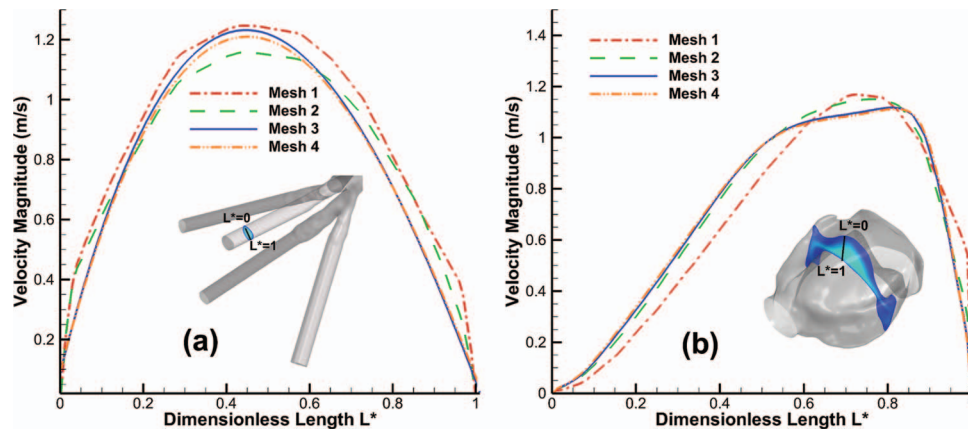 Velocity Magnitude (m/s)
1.2
1
0.8
0.6
0.4
0.2
0
0.2
0.4
0.6
0.8
1
Dimensionless Length L*
Mesh 1
Mesh 2
Mesh 3
Mesh 4
L*=0
L*=1
(a)
Velocity Magnitude (m/s)
1.4
1.2
1
0.8
0.6
0.4
0.2
0
0
0.2
0.4
0.6
0.8
Dimensionless Length L*
Mesh 1
Mesh 2
Mesh 3
Mesh 4
L*=0
L*=1
(b)